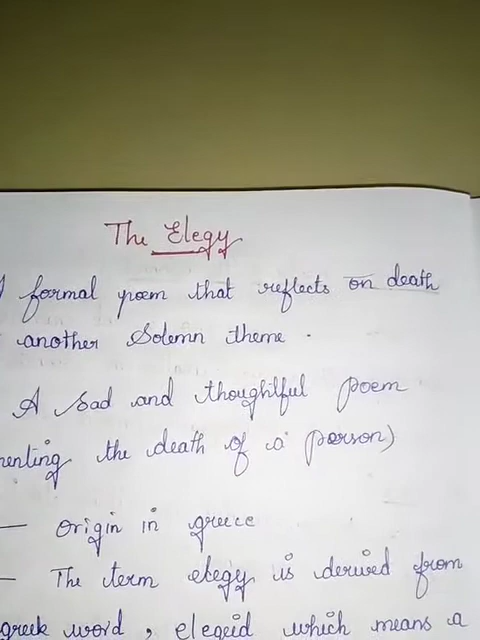 The Elegy
formal poem that reflects on death
another Solemn theme .
A sad and thoughtful poem
menting the death of a person)
— Origin in greece
— The term elegy is derived from
greek word , elegeid which means a